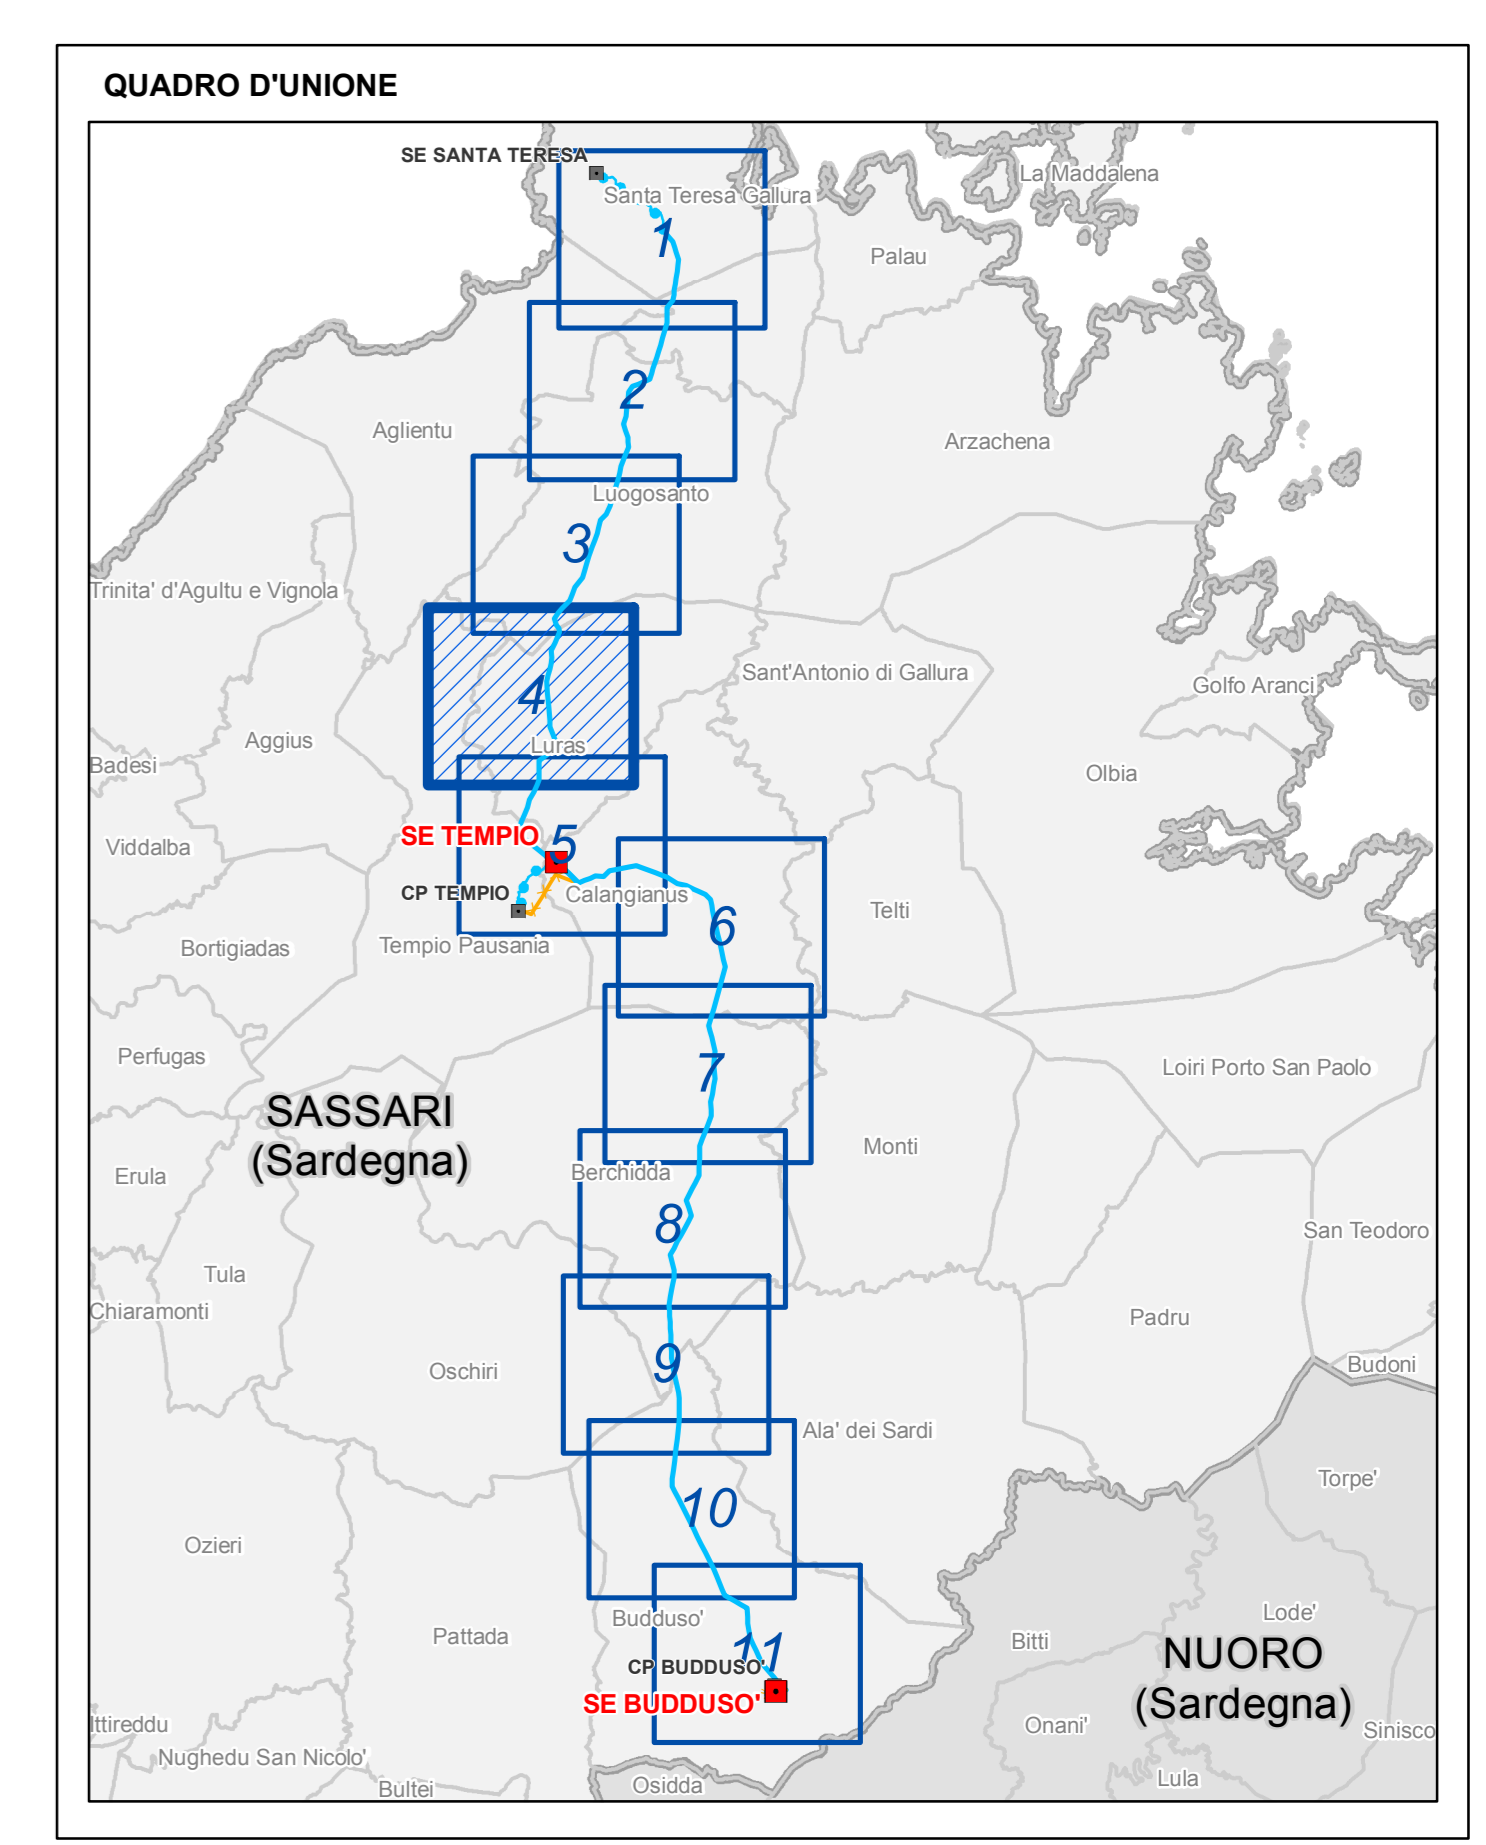 QUADRO D'UNIONE
SE SANTA TERESA
La Maddalena
Santa Teresa Gallura
1
Palau
2
Aglientu
Arzachena
Luogosanto
3
Trinita' d'Agultu e Vignola
Sant'Antonio di Gallura
Golfo Aranci
4
Aggius
Luras
Badesi
Olbia
SE TEMPIO
5
Viddalba
CP TEMPIO
Calangianus
Telti
6
Bortigiadas
Tempio Pausania
Perfugas
Loiri Porto San Paolo
7
SASSARI
(Sardegna)
Monti
Erula
Berchidda
8
San Teodoro
Tula
Chiaramonti
Padru
9
Budoni
Oschiri
Ala' dei Sardi
Torpe'
10
Ozieri
Budduso'
Lode'
Pattada
Bitti
11
NUORO
(Sardegna)
CP BUDDUSO'
SE BUDDUSO'
Ittireddu
Onani'
Sinisco
Nughedu San Nicolo'
Bultei
Osidda
Lula